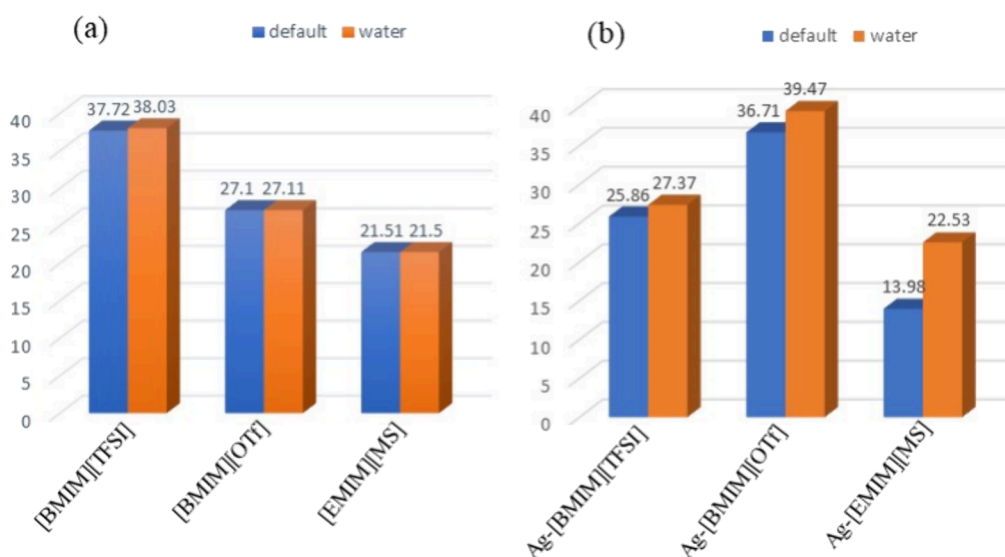 (a)
default water
37.72 38.03
27.1 27.11
21.51 21.5
40
35
30
25
20
15
10
5
0
[BMIM][TFSI]
[BMIM][OTf]
[EMIM][MS]
(b)
default water
39.47
36.71
25.86 27.37
22.53
13.98
40
35
30
25
20
15
10
5
0
Ag-[BMIM][TFSI]
Ag-[BMIM][OTf]
Ag-[EMIM][MS]